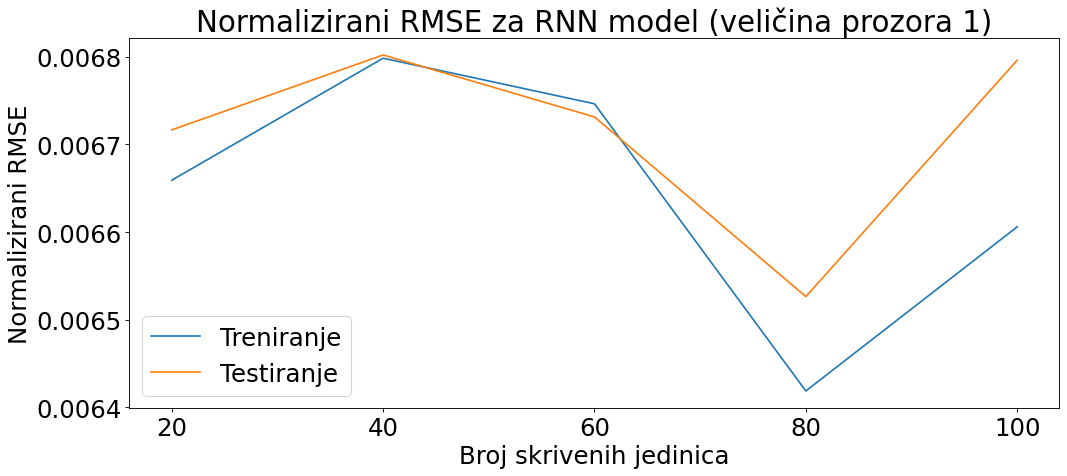 Normalizirani RMSE za RNN model (veličina prozora 1)
Normalizirani RMSE
0.0068
0.0067
0.0066
0.0065
0.0064
Treniranje
Testiranje
20 40 60 80 100
Broj skrivenih jedinica